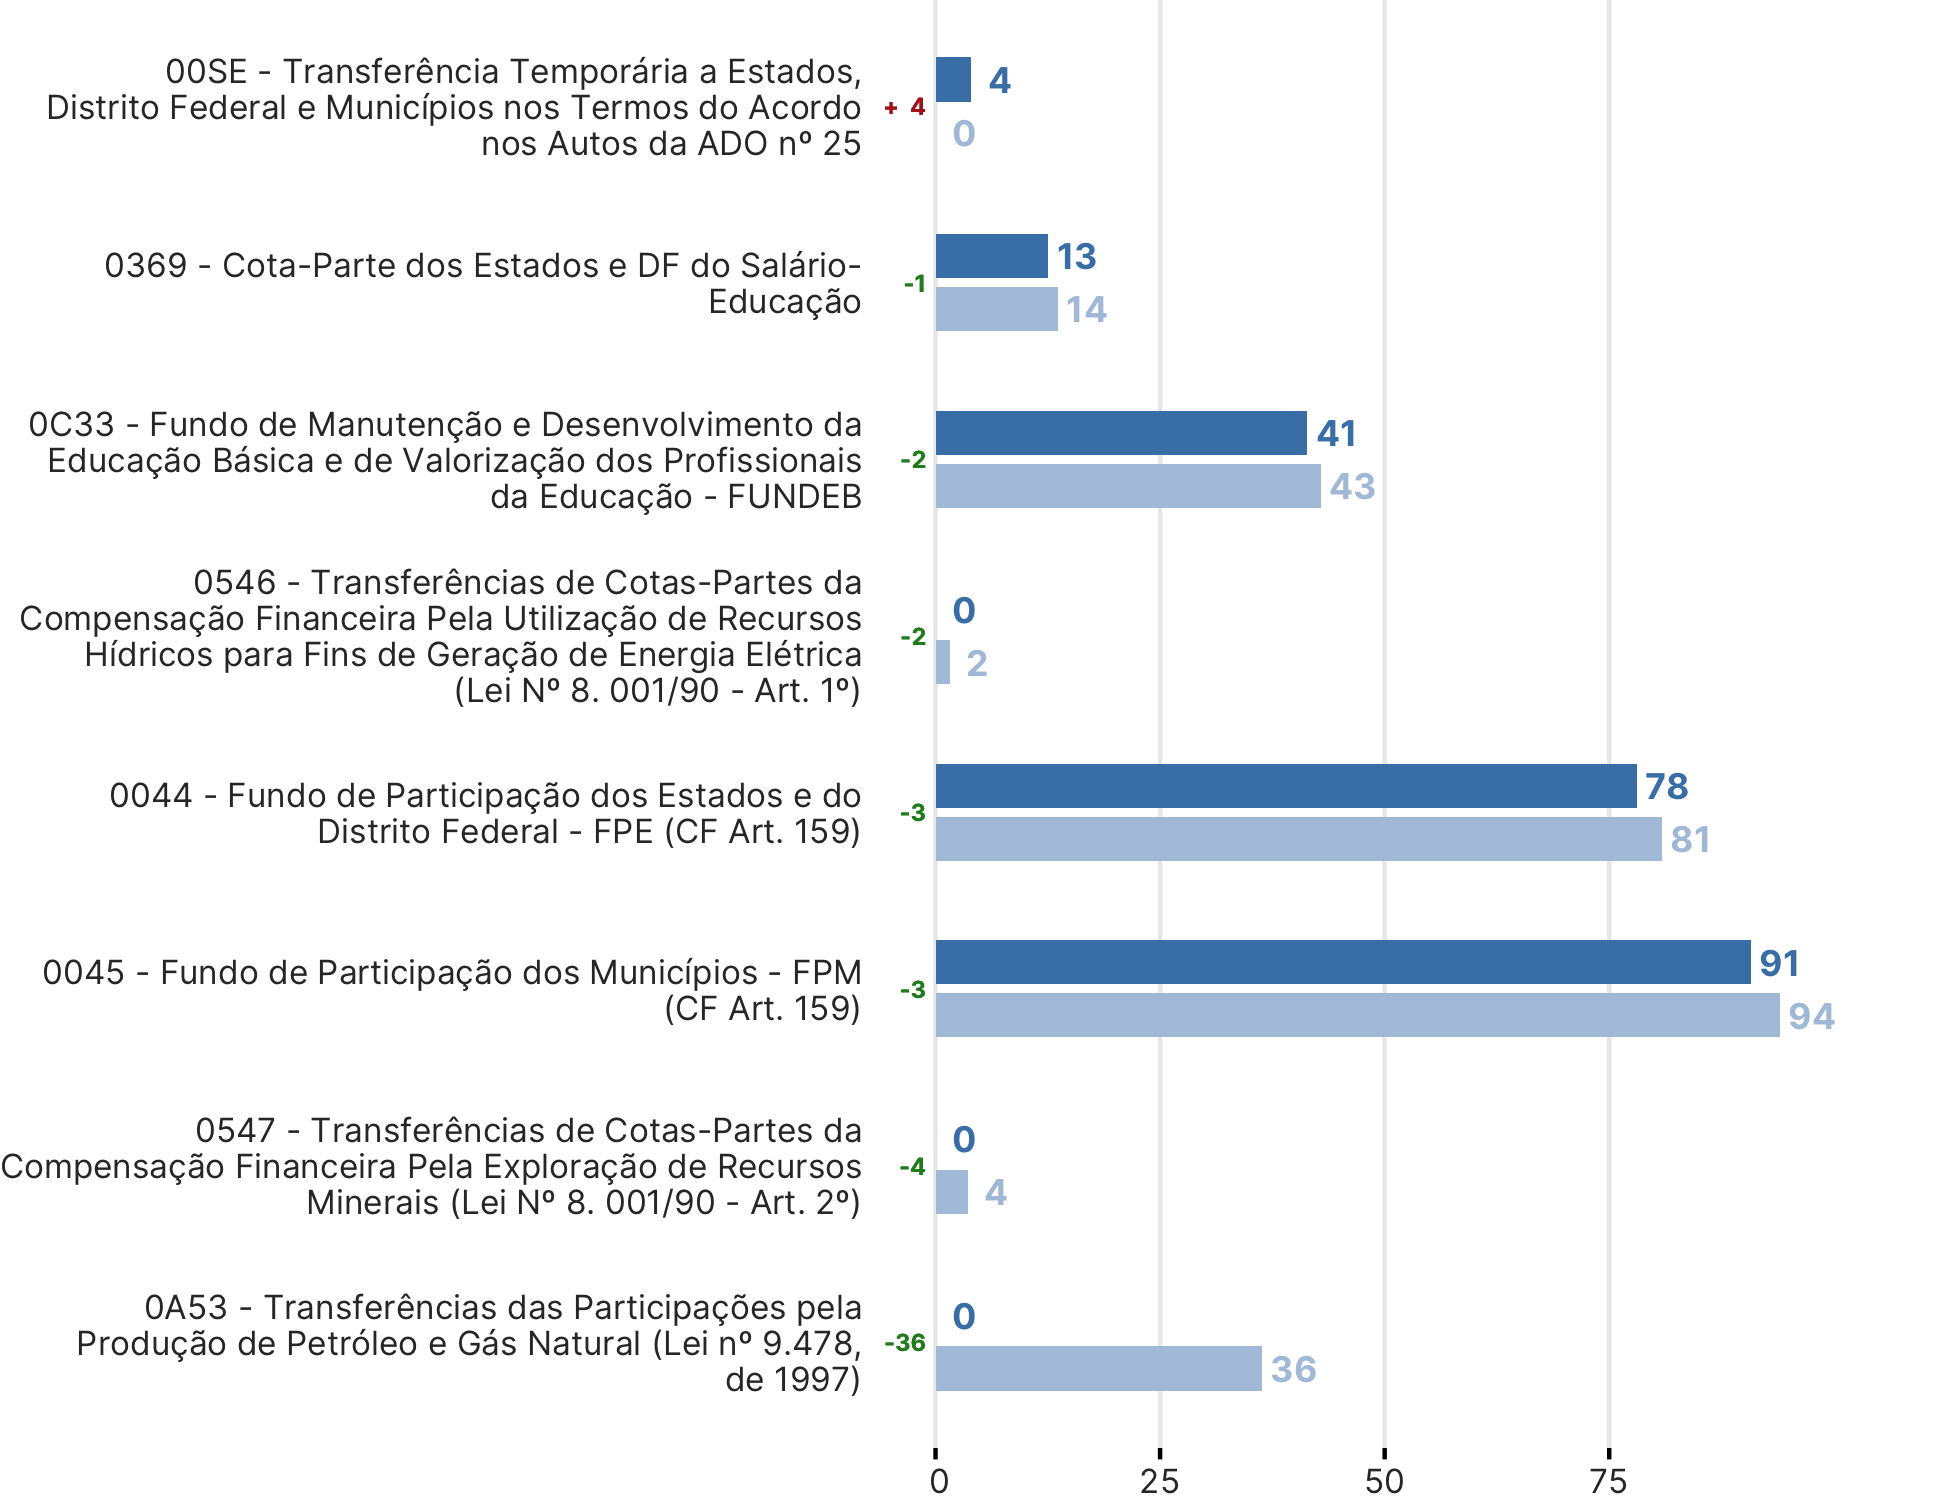 00SE - Transferência Temporária a Estados,
Distrito Federal e Municípios nos Termos do Acordo
nos Autos da ADO nº 25
+ 4
4
0
0369 - Cota-Parte dos Estados e DF do Salário-
Educação
-1
13
14
0C33 - Fundo de Manutenção e Desenvolvimento da
Educação Básica e de Valorização dos Profissionais
da Educação - FUNDEB
-2
41
43
0546 - Transferências de Cotas-Partes da
Compensação Financeira Pela Utilização de Recursos
Hídricos para Fins de Geração de Energia Elétrica
(Lei Nº 8. 001/90 - Art. 1º)
-2
0
2
0044 - Fundo de Participação dos Estados e do
Distrito Federal - FPE (CF Art. 159)
-3
78
81
0045 - Fundo de Participação dos Municípios - FPM
(CF Art. 159)
-3
91
94
0547 - Transferências de Cotas-Partes da
Compensação Financeira Pela Exploração de Recursos
Minerais (Lei Nº 8. 001/90 - Art. 2º)
-4
0
4
0A53 - Transferências das Participações pela
Produção de Petróleo e Gás Natural (Lei nº 9.478,
de 1997)
-36
0
36
0 25 50 75